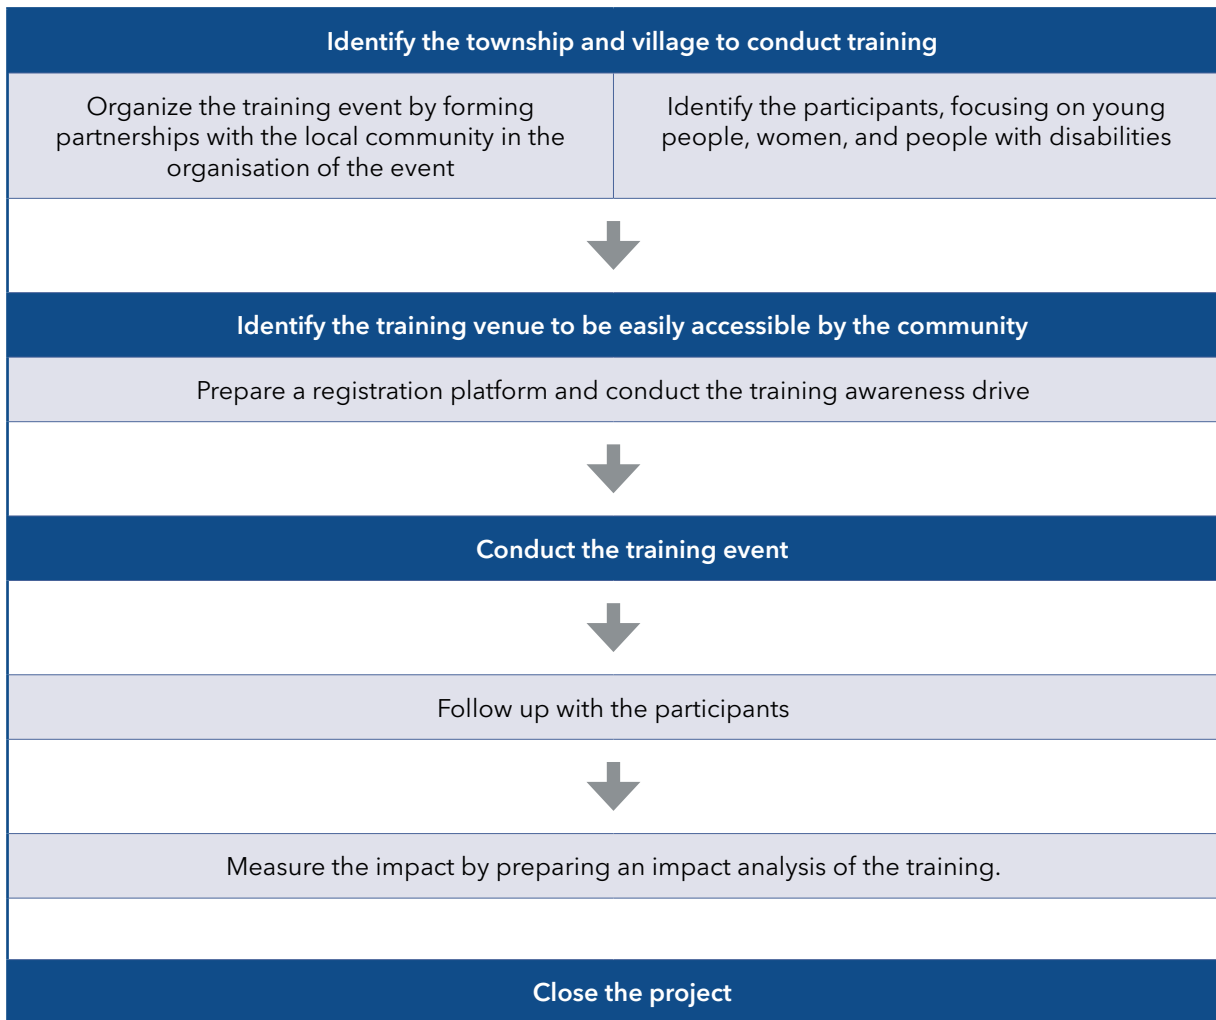 Identify the township and village to conduct training
Organize the training event by forming
partnerships with the local community in the
organisation of the event
Identify the participants, focusing on young
people, women, and people with disabilities
Identify the training venue to be easily accessible by the community
Prepare a registration platform and conduct the training awareness drive
Conduct the training event
Follow up with the participants
Measure the impact by preparing an impact analysis of the training.
Close the project